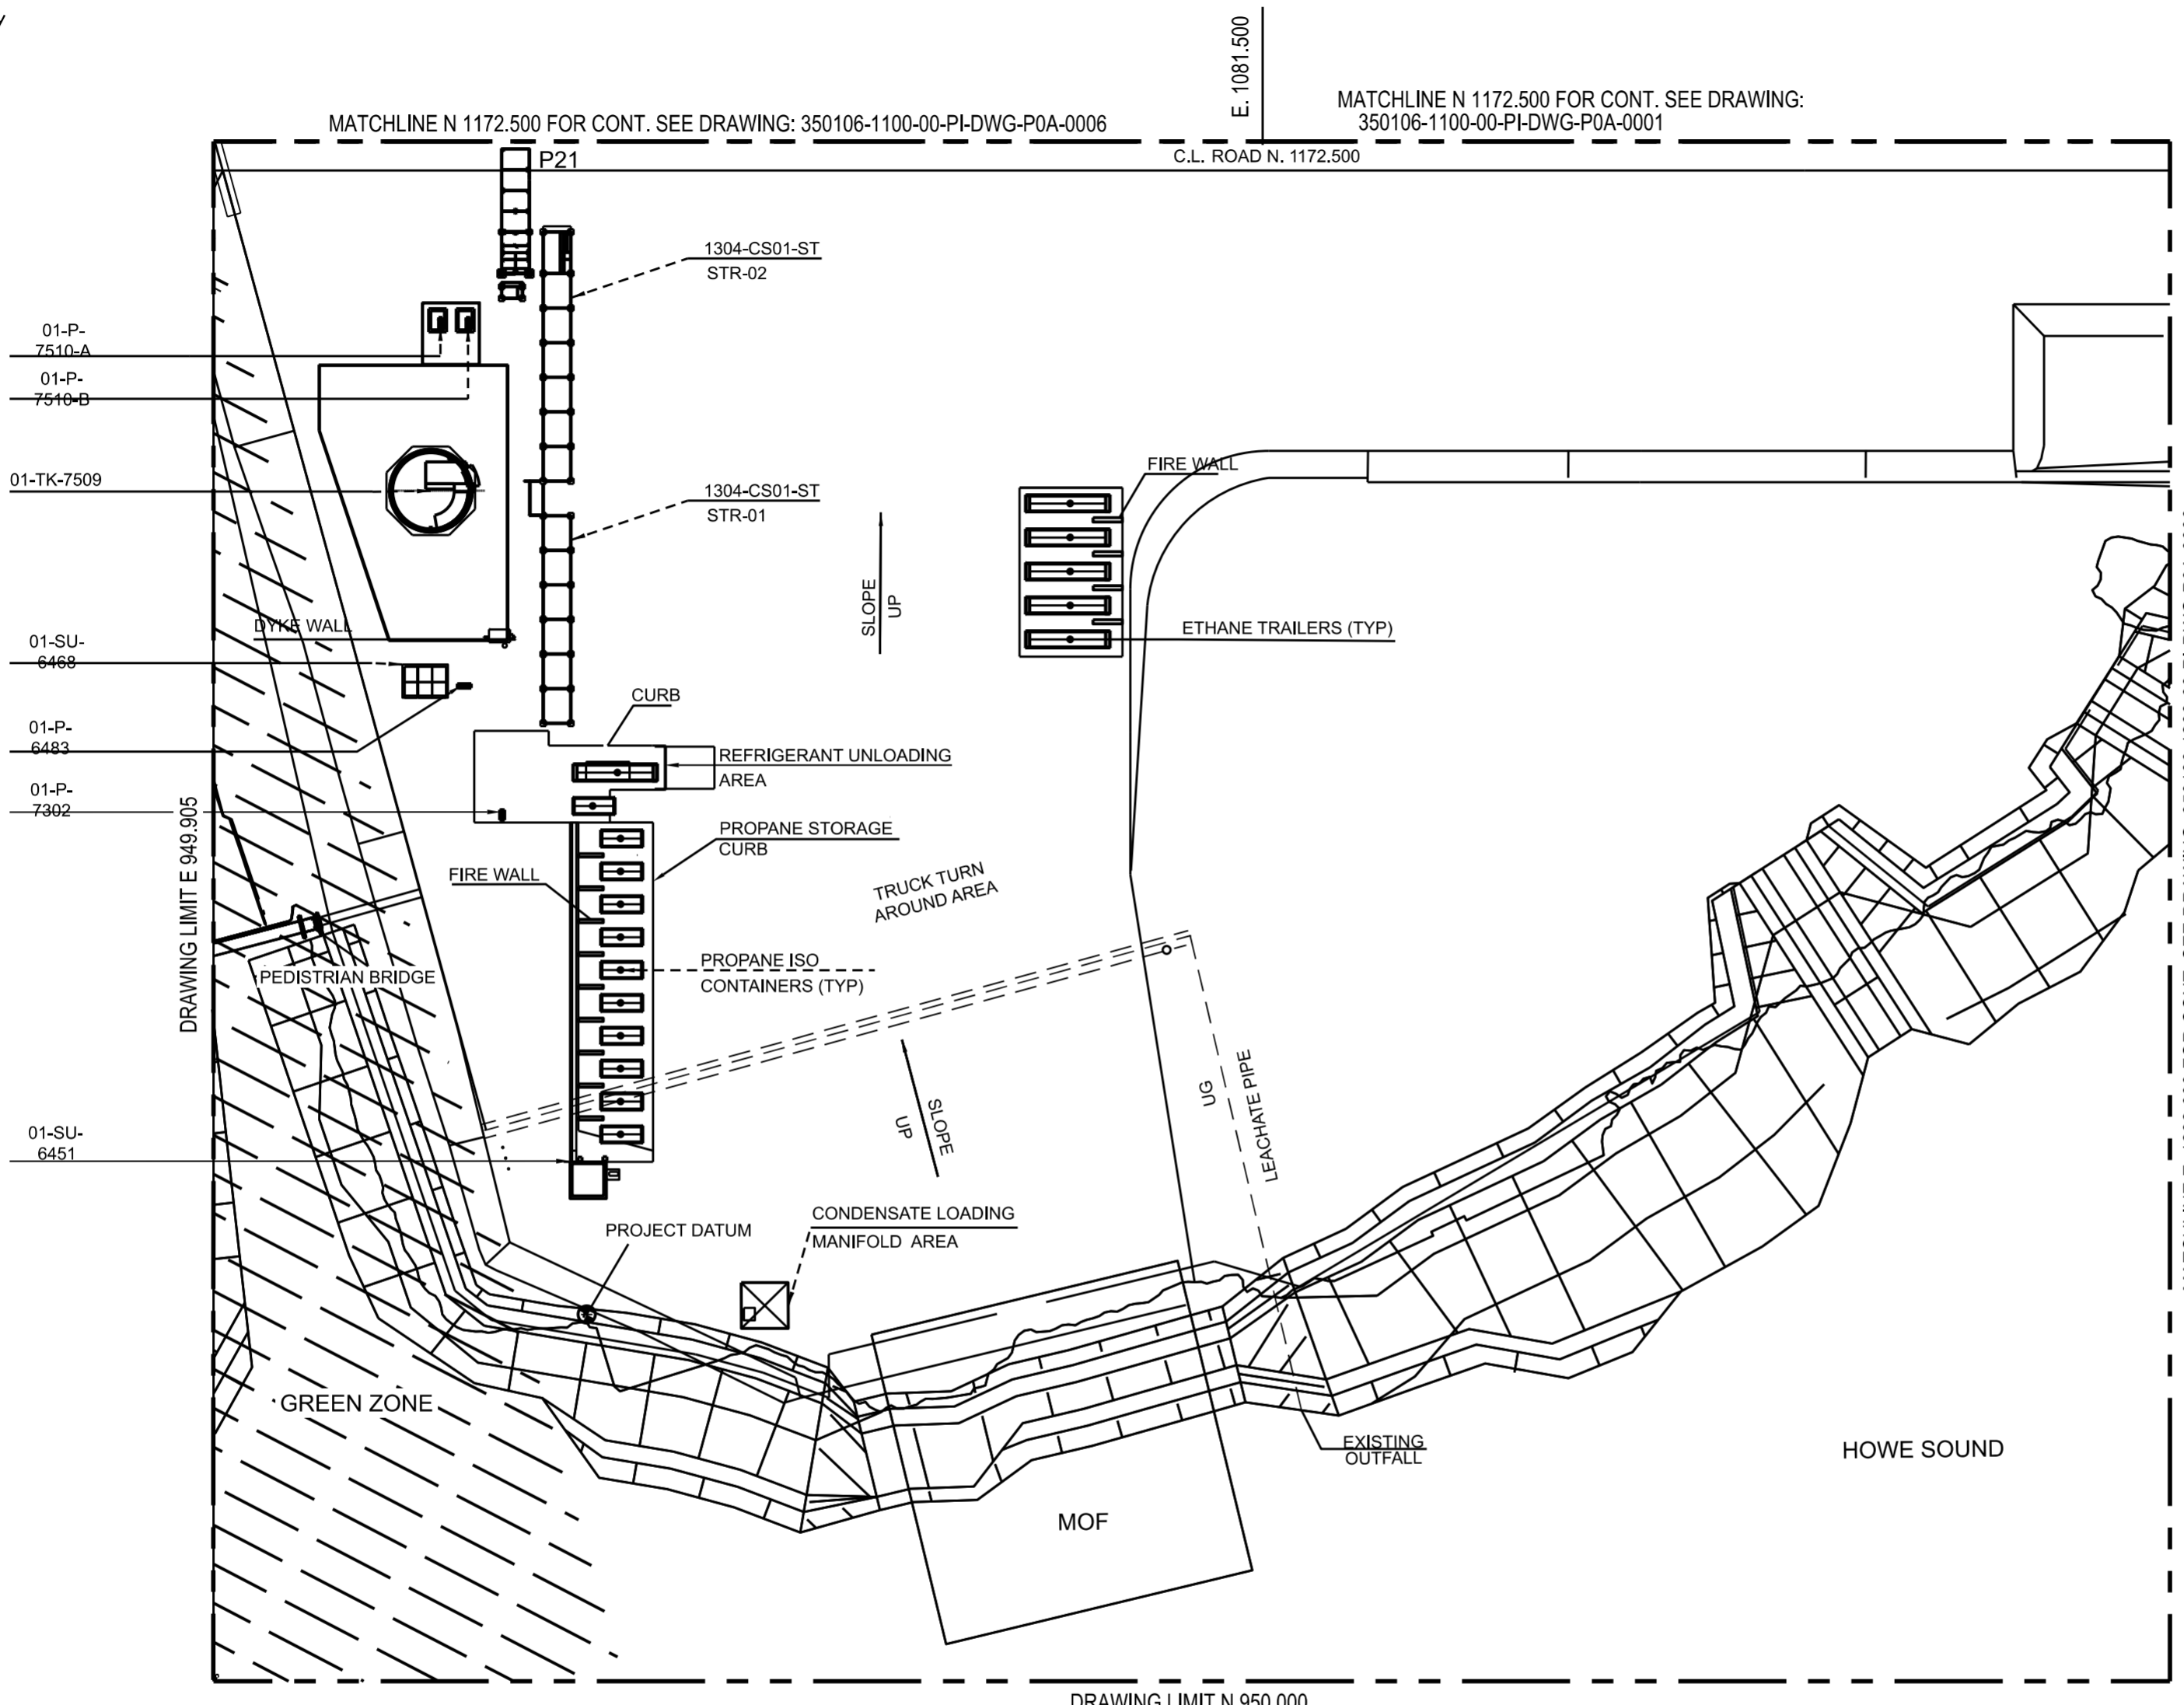 E. 1081.500
MATCHLINE N 1172.500 FOR CONT. SEE DRAWING:
350106-1100-00-PI-DWG-P0A-0001
MATCHLINE N 1172.500 FOR CONT. SEE DRAWING: 350106-1100-00-PI-DWG-P0A-0006
P21
C.L. ROAD N. 1172.500
1304-CS01-ST
STR-02
01-P-
7510-A
01-P-
7510-B
01-TK-7509
1304-CS01-ST
STR-01
FIRE WALL
SLOPE
UP
DYKE WALL
ETHANE TRAILERS (TYP)
01-SU-
6468
CURB
01-P-
6483
REFRIGERANT UNLOADING
AREA
01-P-
7302
DRAWING LIMIT E 949.905
PROPANE STORAGE
CURB
FIRE WALL
TRUCK TURN
AROUND AREA
PEDISTRIAN BRIDGE
PROPANE ISO
CONTAINERS (TYP)
UG
LEACHATE PIPE
SLOPE
UP
01-SU-
6451
PROJECT DATUM
CONDENSATE LOADING
MANIFOLD AREA
GREEN ZONE
EXISTING
OUTFALL
HOWE SOUND
MOF
DRAWING LIMIT N 950.000